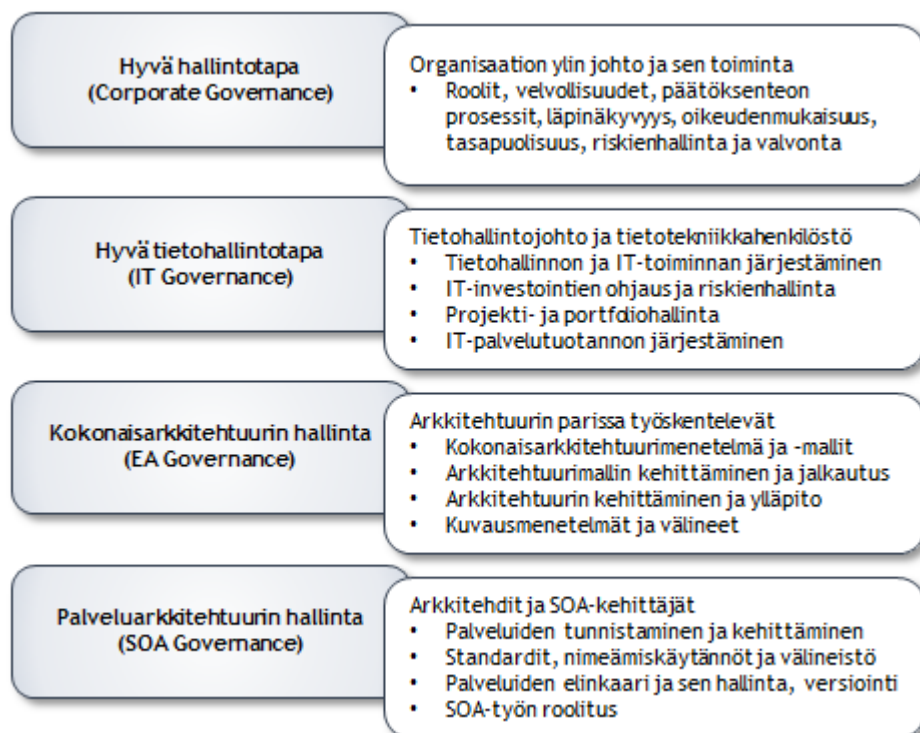 Hyvä hallintotapa
(Corporate Governance)
Organisaation ylin johto ja sen toiminta
• Roolit, velvollisuudet, päätöksenteon
prosessit, läpinäkyvyys, oikeudenmukaisuus,
tasapuolisuus, riskienhallinta ja valvonta
Hyvä tietohallintotapa
(IT Governance)
Tietohallintojohto ja tietotekniikkahenkilöstö
• Tietohallinnon ja IT-toiminnan järjestäminen
• IT-investointien ohjaus ja riskienhallinta
• Projekti- ja portfoliohallinta
• IT-palvelutuotannon järjestäminen
Kokonaisarkkitehtuurin hallinta
(EA Governance)
Arkkitehtuurin parissa työskentelevät
• Kokonaisarkkitehtuurimenetelmä ja -mallit
• Arkkitehtuurimallin kehittäminen ja jalkautus
• Arkkitehtuurin kehittäminen ja ylläpito
• Kuvausmenetelmät ja välineet
Palveluarkkitehtuurin hallinta
(SOA Governance)
Arkkitehdit ja SOA-kehittäjät
• Palveluiden tunnistaminen ja kehittäminen
• Standardit, nimeämiskäytännöt ja välineistö
• Palveluiden elinkaari ja sen hallinta, versiointi
• SOA-työn roolitus